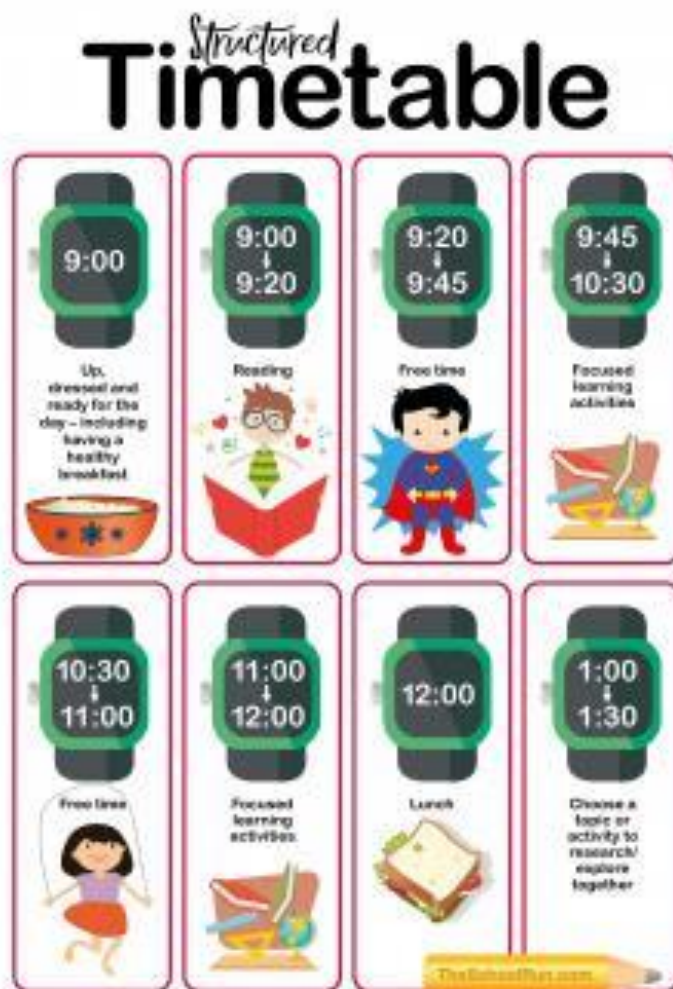 Structured
Timetable
9:00
Up,
dressed and
ready for the
day – including
having a
healthy
breakfast
9:00
9:20
Reading
9:20
9:45
Free time
9:45
10:30
Focused
learning
activities
10:30
11:00
Free time
11:00
12:00
Focused
learning
activities
12:00
Lunch
1:00
1:30
Choose a
topic or
activity to
research/
explore
together
TheSchoolRun.com